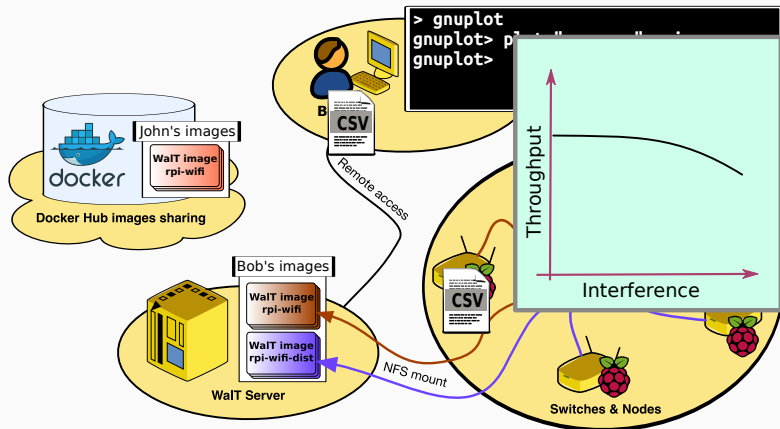 > gnuplot
gnuplot>
gnuplot>
B
CSV
John's images
WalT image
rpi-wifi
docker
Docker Hub images sharing
Remote access
Throughput
Interference
CSV
Bob's images
WalT image
rpi-wifi
WalT image
rpi-wifi-dist
NFS mount
WalT Server
Switches & Nodes